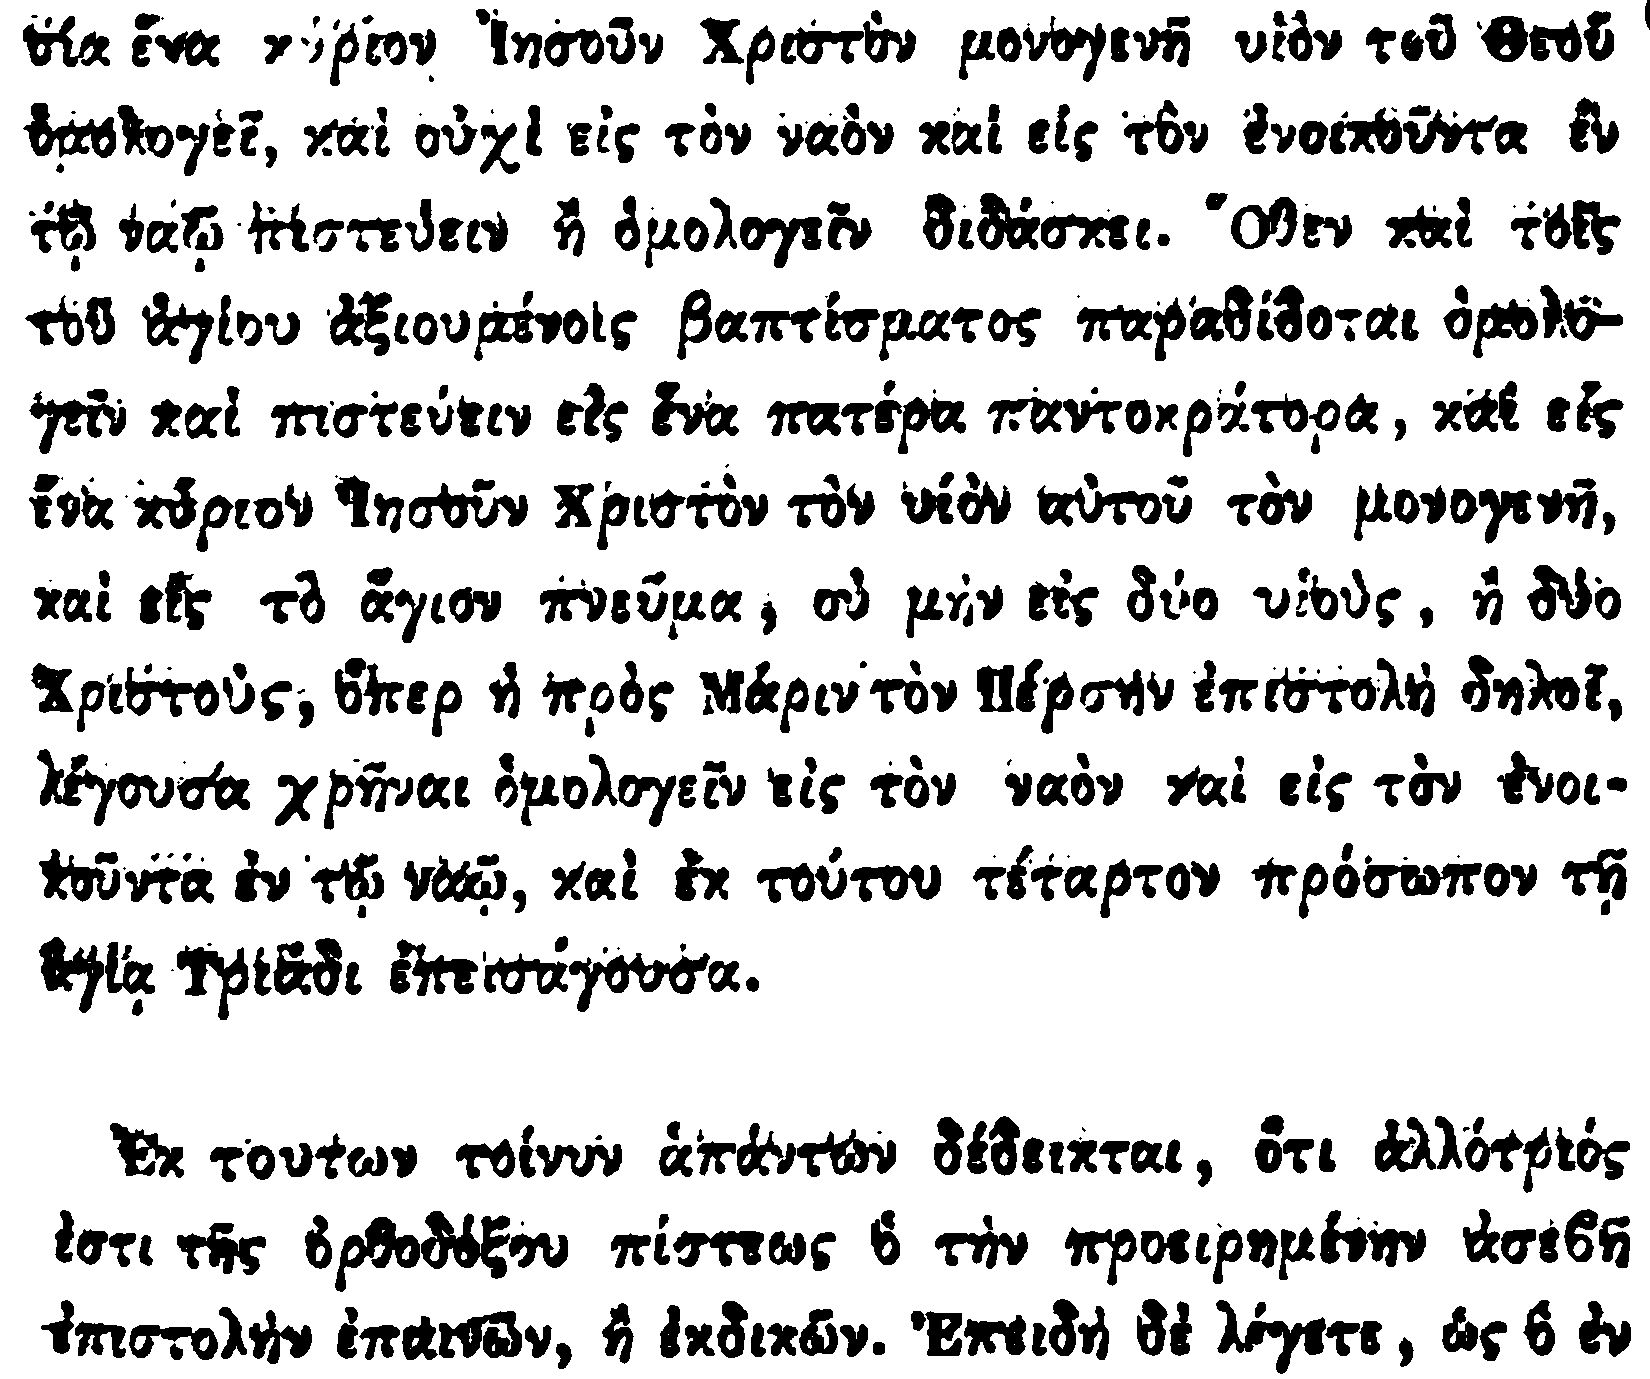 σία ἕνα κύριον Ἰησοῦν Χριστὸν μονογενῆ υἱὸν τοῦ Θεοῦ
ὁμολογεῖ, καὶ οὐχὶ εἰς τὸν ναὸν καὶ εἰς τὸν ἐνοικοῦντα ἐν
τῷ ναῷ πιστεύειν ἢ ὁμολογεῖν διδάσκει. Ὅθεν καὶ τοῖς
τοῦ ἁγίου ἀξιουμένοις βαπτίσματος παραδίδοται ὁμολο-
γεῖν καὶ πιστεύειν εἰς ἕνα πατέρα παντοκράτορα, καὶ εἰς
ἕνα κύριον Ἰησοῦν Χριστὸν τὸν υἱὸν αὐτοῦ τὸν μονογενῆ,
καὶ εἰς τὸ ἅγιον πνεῦμα, οὐ μὴν εἰς δύο υἱοὺς, ἢ δύο
Χριστοὺς, ὅπερ ἡ πρὸς Μάριν τὸν Πέρσην ἐπιστολὴ δηλοῖ,
λέγουσα χρῆναι ὁμολογεῖν εἰς τὸν ναὸν καὶ εἰς τὸν ἐνοι-
κοῦντα ἐν τῷ ναῷ, καὶ ἐκ τούτου τέταρτον πρόσωπον τῇ
ἁγίᾳ Τριάδι ἐπεισάγουσα.
Ἐκ τουτων τοίνυν ἁπάντων δέδεικται, ὅτι ἀλλότριός
ἐστι τῆς ὀρθοδόξου πίστεως ὁ τὴν προειρημένην ἀσεβῆ
ἐπιστολὴν ἐπαινῶν, ἢ ἐκδικῶν. Ἐπειδὴ δὲ λέγετε, ὡς ὁ ἐν